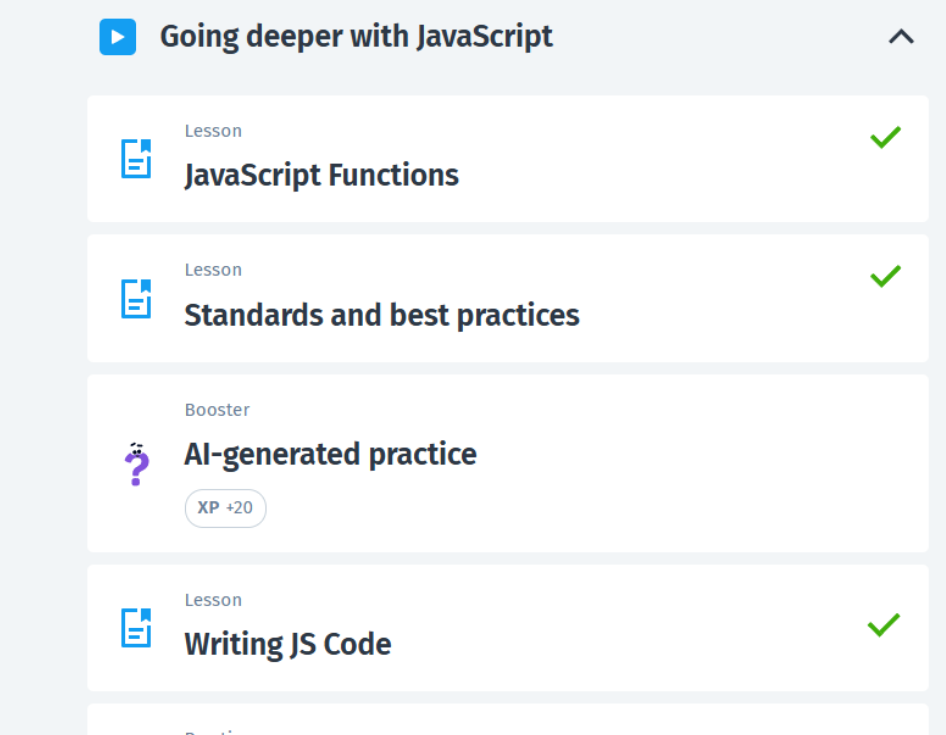 Going deeper with JavaScript
Lesson
JavaScript Functions
Lesson
Standards and best practices
Booster
AI-generated practice
XP +20
Lesson
Writing JS Code